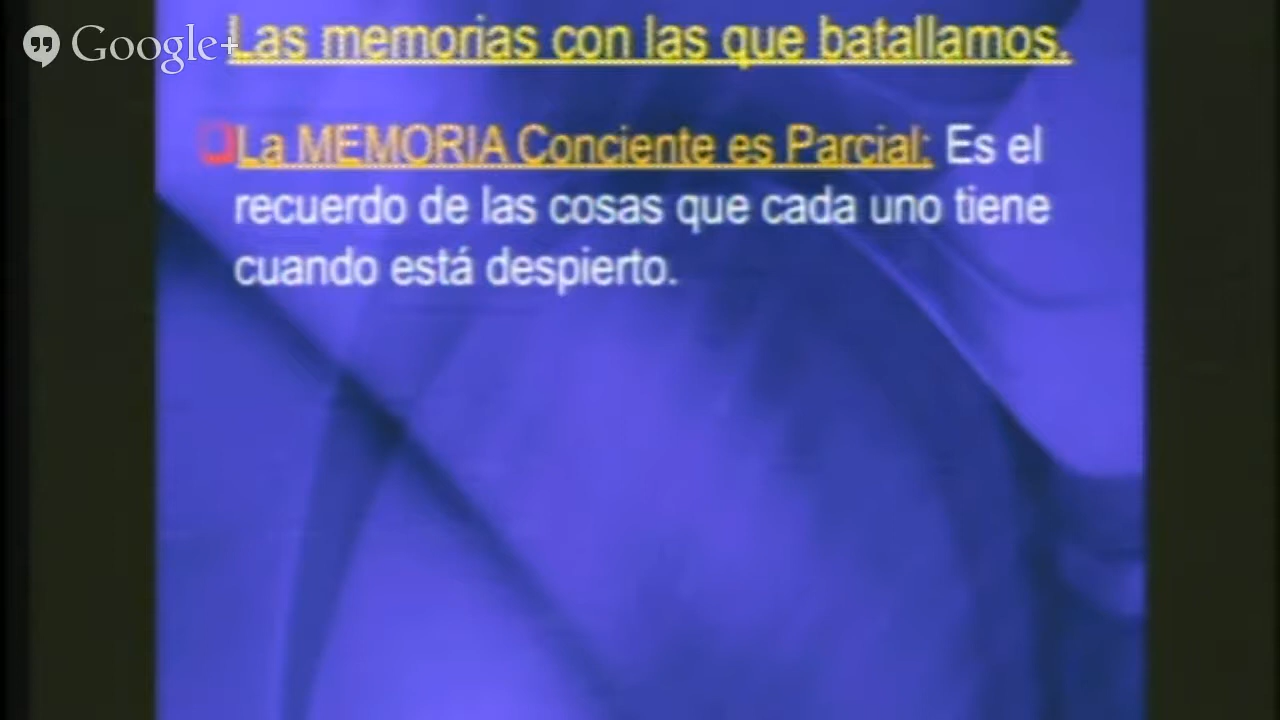 Google+
Las memorias con las que batallamos.
La MEMORIA Conciente es Parcial: Es el
recuerdo de las cosas que cada uno tiene
cuando está despierto.